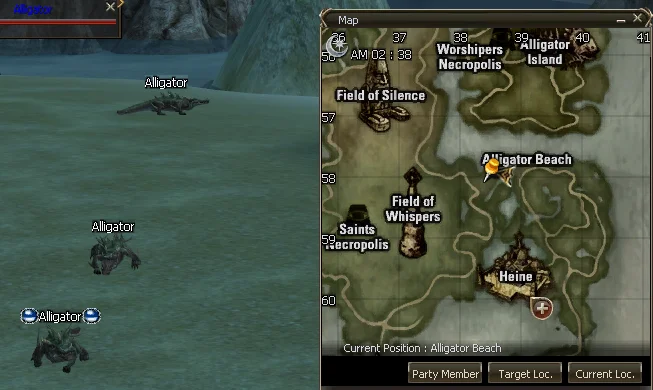 Alligator
Alligator
Alligator
Alligator
Map
36 37 38 39 40 41
56
57
58
59
60
AM 02 : 38
Worshipers
Necropolis
Alligator
Island
Field of Silence
Alligator Beach
Field of
Whispers
Saints
Necropolis
Heine
Current Position : Alligator Beach
Party Member
Target Loc.
Current Loc.